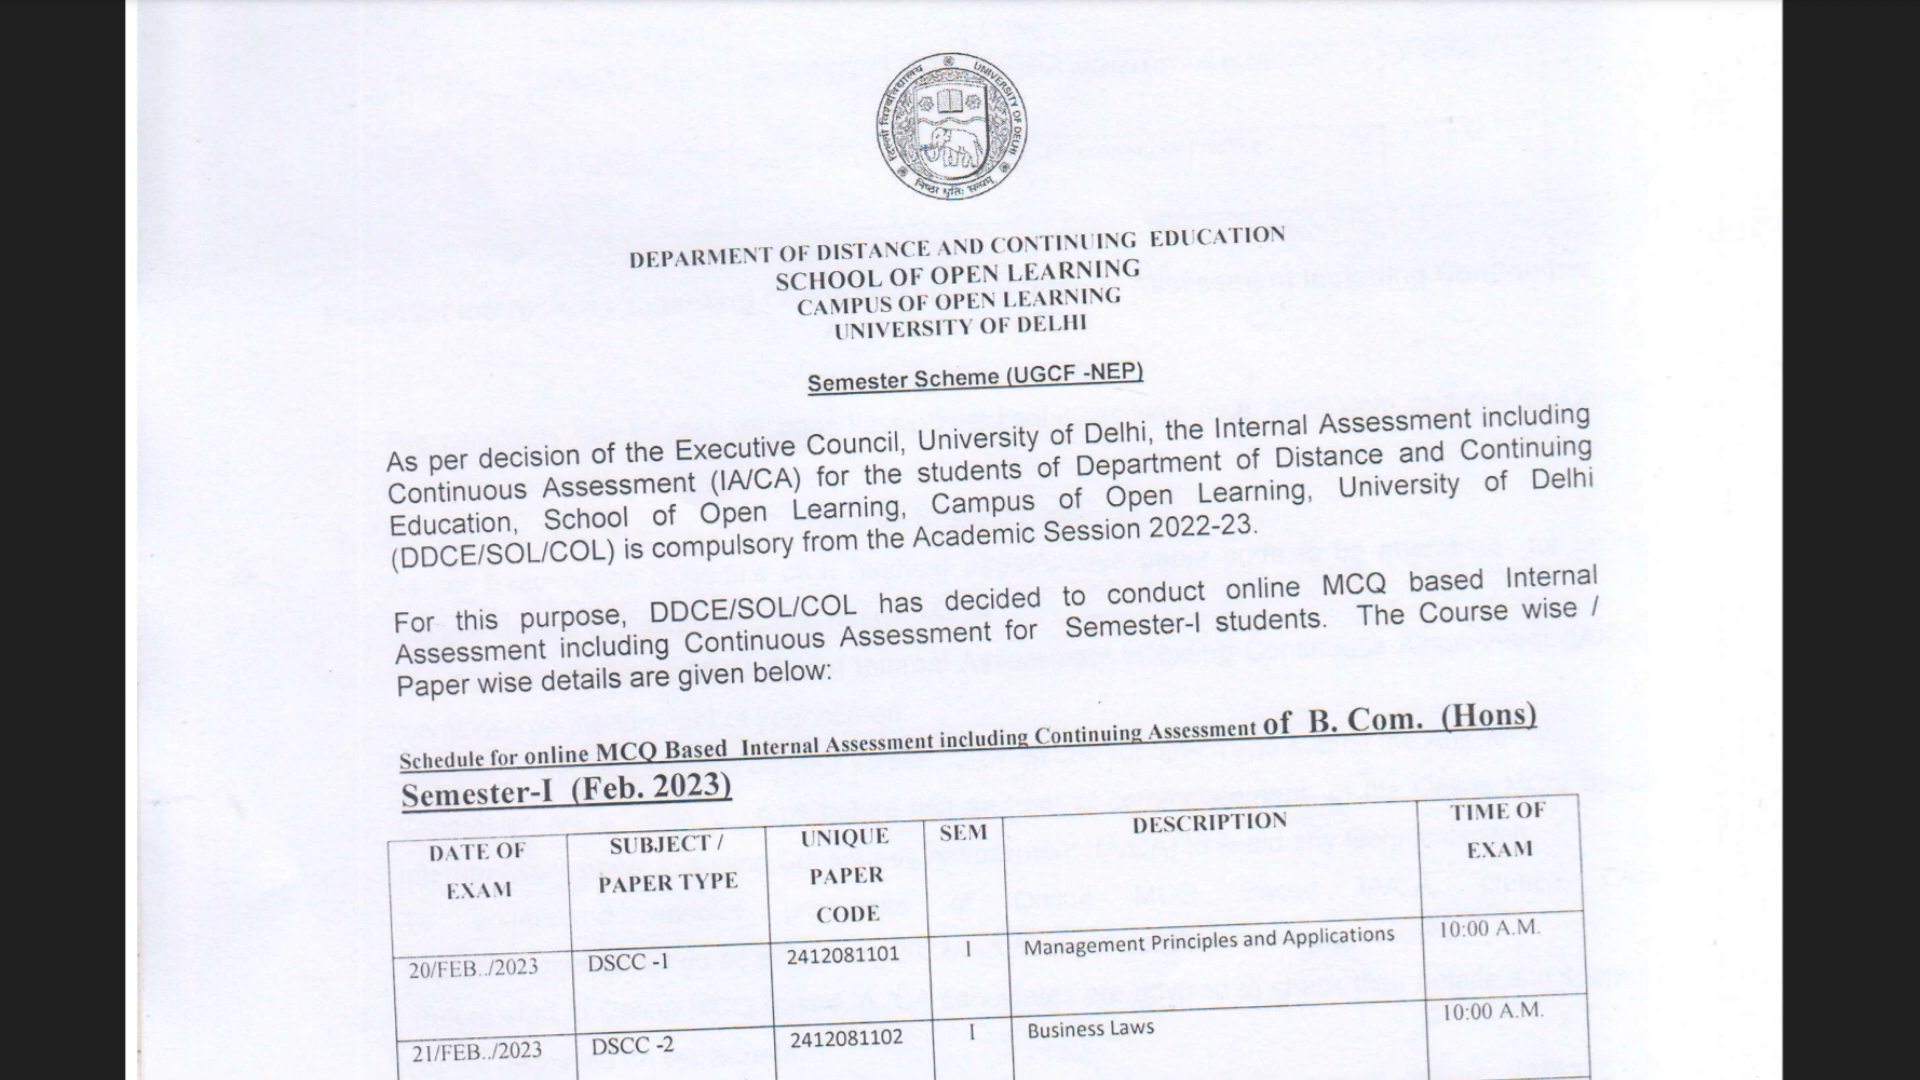 दिल्ली विश्वविद्यालय UNIVERSITY OF DELHI
निष्ठा धृतिः सत्यम्
DEPARMENT OF DISTANCE AND CONTINUING EDUCATION
SCHOOL OF OPEN LEARNING
CAMPUS OF OPEN LEARNING
UNIVERSITY OF DELHI
Semester Scheme (UGCF -NEP)
As per decision of the Executive Council, University of Delhi, the Internal Assessment including
Continuous Assessment (IA/CA) for the students of Department of Distance and Continuing
Education, School of Open Learning, Campus of Open Learning, University of Delhi
(DDCE/SOL/COL) is compulsory from the Academic Session 2022-23.
For this purpose, DDCE/SOL/COL has decided to conduct online MCQ based Internal
Assessment including Continuous Assessment for Semester-I students. The Course wise /
Paper wise details are given below:
Schedule for online MCQ Based Internal Assessment including Continuing Assessment of B. Com. (Hons)
Semester-I (Feb. 2023)
DATE OF EXAM SUBJECT / PAPER TYPE UNIQUE PAPER CODE SEM DESCRIPTION TIME OF EXAM
20/FEB../2023 DSCC -1 2412081101 I Management Principles and Applications 10:00 A.M.
21/FEB../2023 DSCC -2 2412081102 I Business Laws 10:00 A.M.